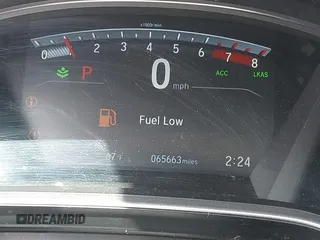 x1000r/min
0 1 2 3 4 5 6 7 8
P 0 ACC LKAS
mph
Fuel Low
065663 miles 2:24
DREAMBID